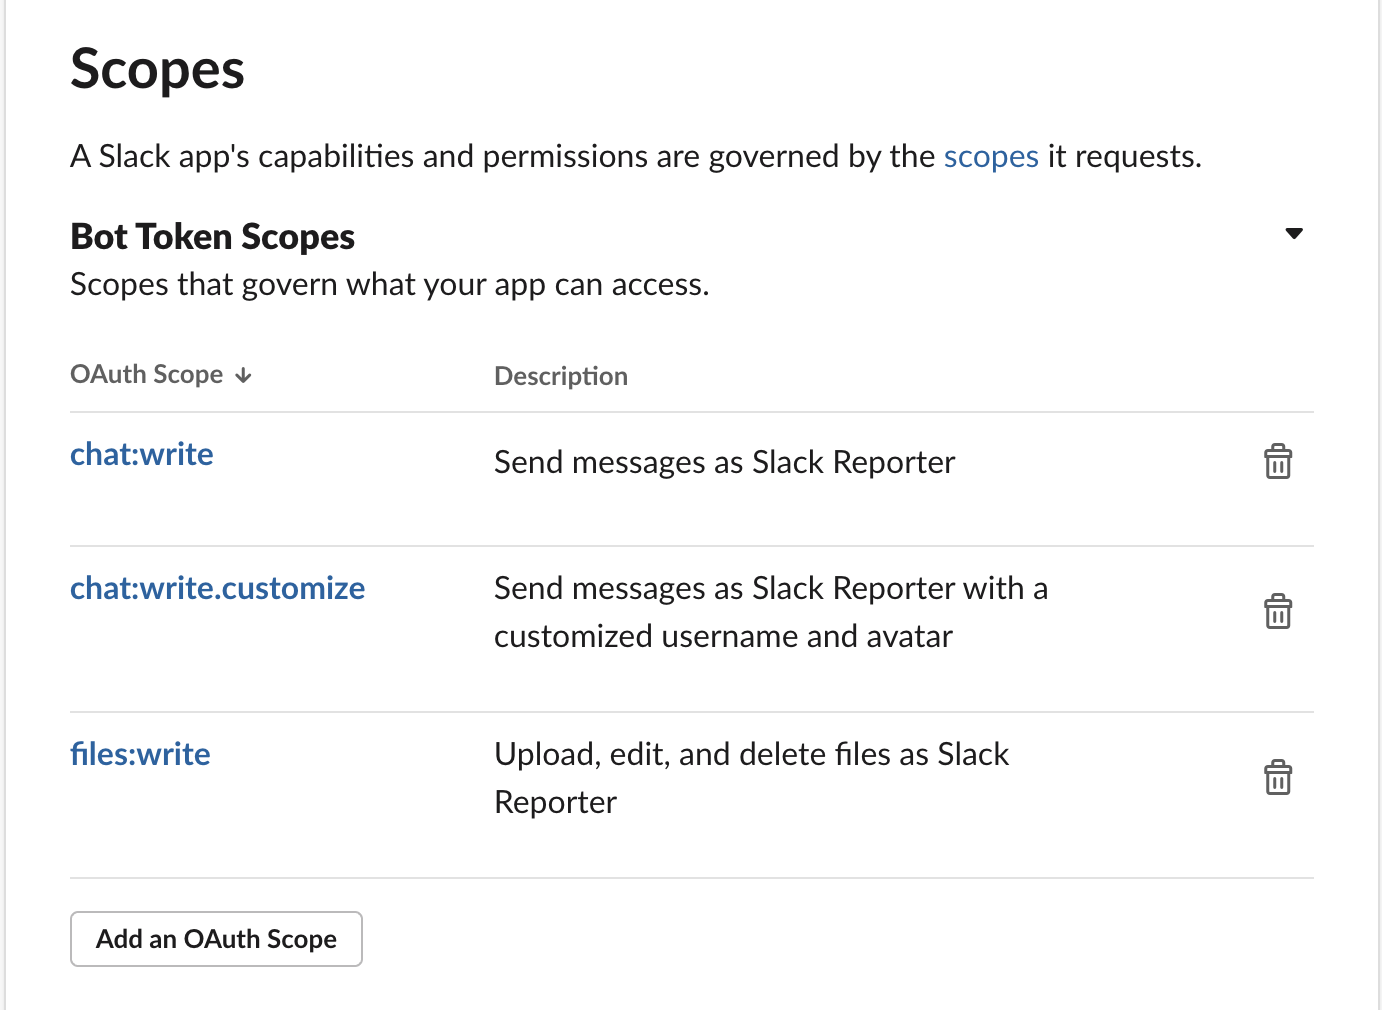 Scopes
A Slack app's capabilities and permissions are governed by the scopes it requests.
Bot Token Scopes
Scopes that govern what your app can access.
OAuth Scope ↓ Description
chat:write Send messages as Slack Reporter
chat:write.customize Send messages as Slack Reporter with a
customized username and avatar
files:write Upload, edit, and delete files as Slack
Reporter
Add an OAuth Scope